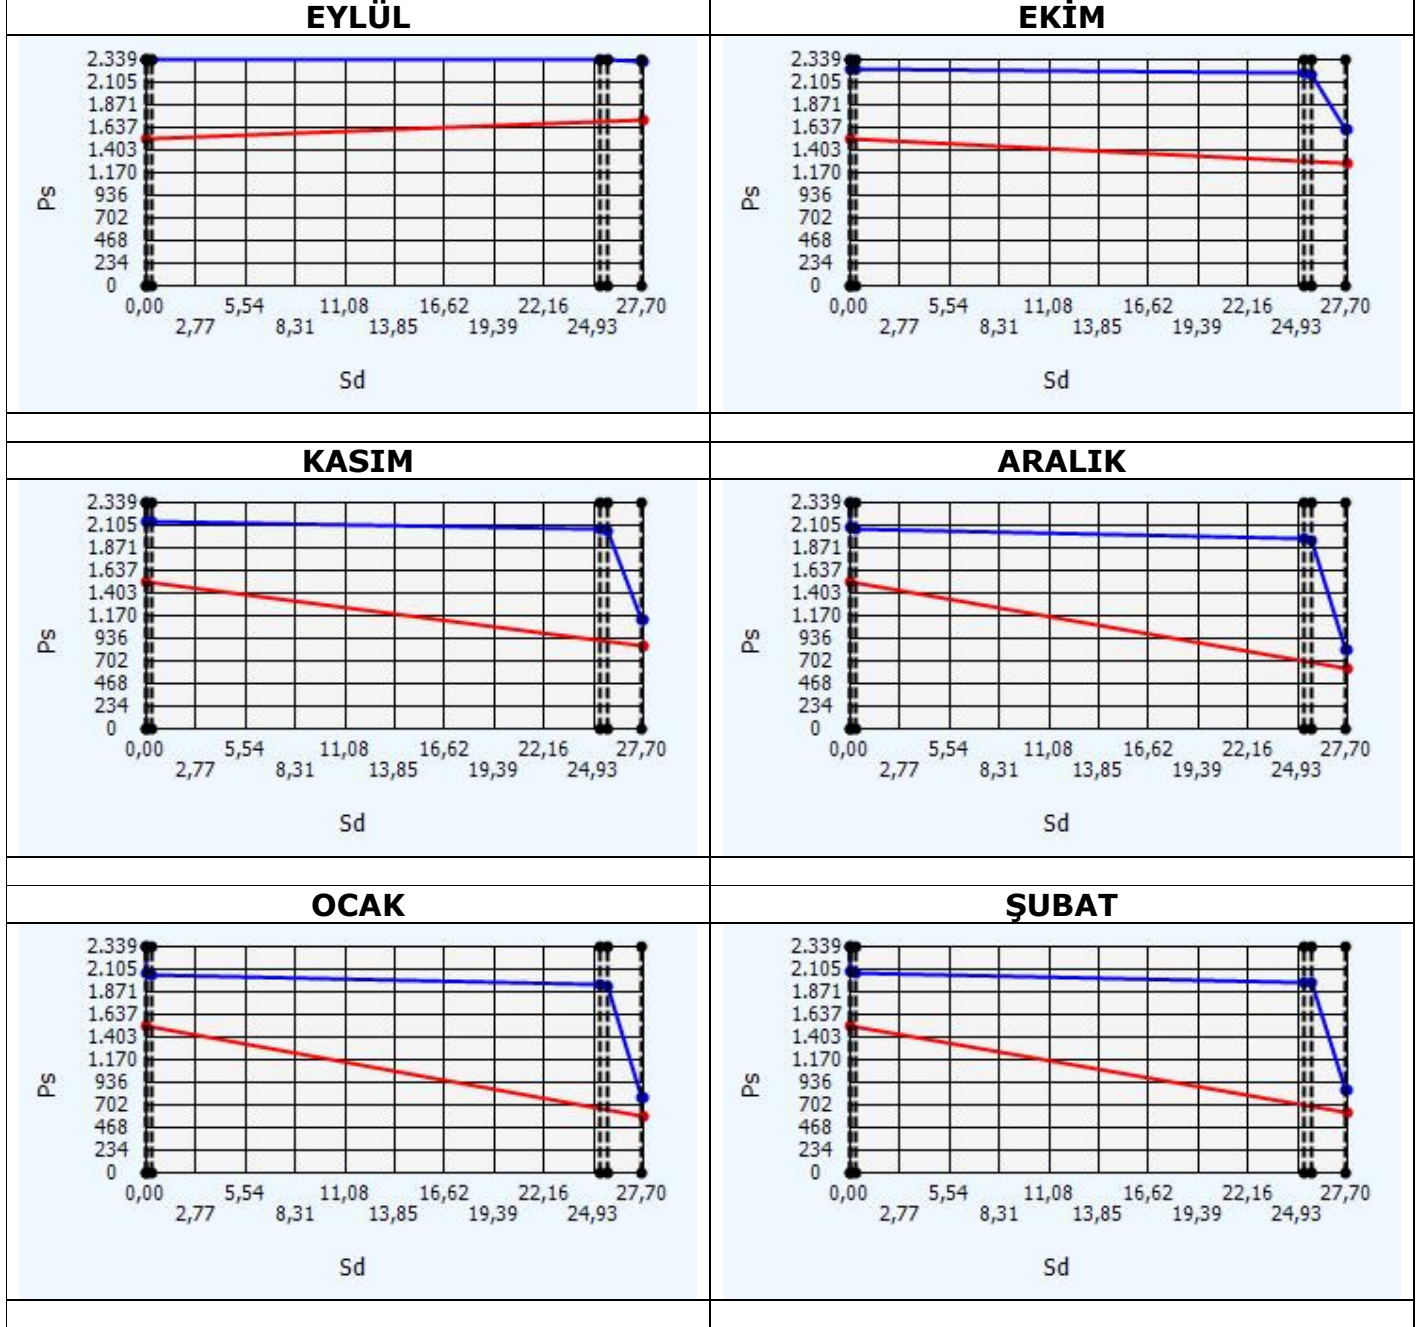 EYLÜL
2.339
2.105
1.871
1.637
1.403
1.170
936
702
468
234
0
Ps
0,00 5,54 11,08 16,62 22,16 27,70
2,77 8,31 13,85 19,39 24,93
Sd
EKİM
2.339
2.105
1.871
1.637
1.403
1.170
936
702
468
234
0
Ps
0,00 5,54 11,08 16,62 22,16 27,70
2,77 8,31 13,85 19,39 24,93
Sd
KASIM
2.339
2.105
1.871
1.637
1.403
1.170
936
702
468
234
0
Ps
0,00 5,54 11,08 16,62 22,16 27,70
2,77 8,31 13,85 19,39 24,93
Sd
ARALIK
2.339
2.105
1.871
1.637
1.403
1.170
936
702
468
234
0
Ps
0,00 5,54 11,08 16,62 22,16 27,70
2,77 8,31 13,85 19,39 24,93
Sd
OCAK
2.339
2.105
1.871
1.637
1.403
1.170
936
702
468
234
0
Ps
0,00 5,54 11,08 16,62 22,16 27,70
2,77 8,31 13,85 19,39 24,93
Sd
ŞUBAT
2.339
2.105
1.871
1.637
1.403
1.170
936
702
468
234
0
Ps
0,00 5,54 11,08 16,62 22,16 27,70
2,77 8,31 13,85 19,39 24,93
Sd